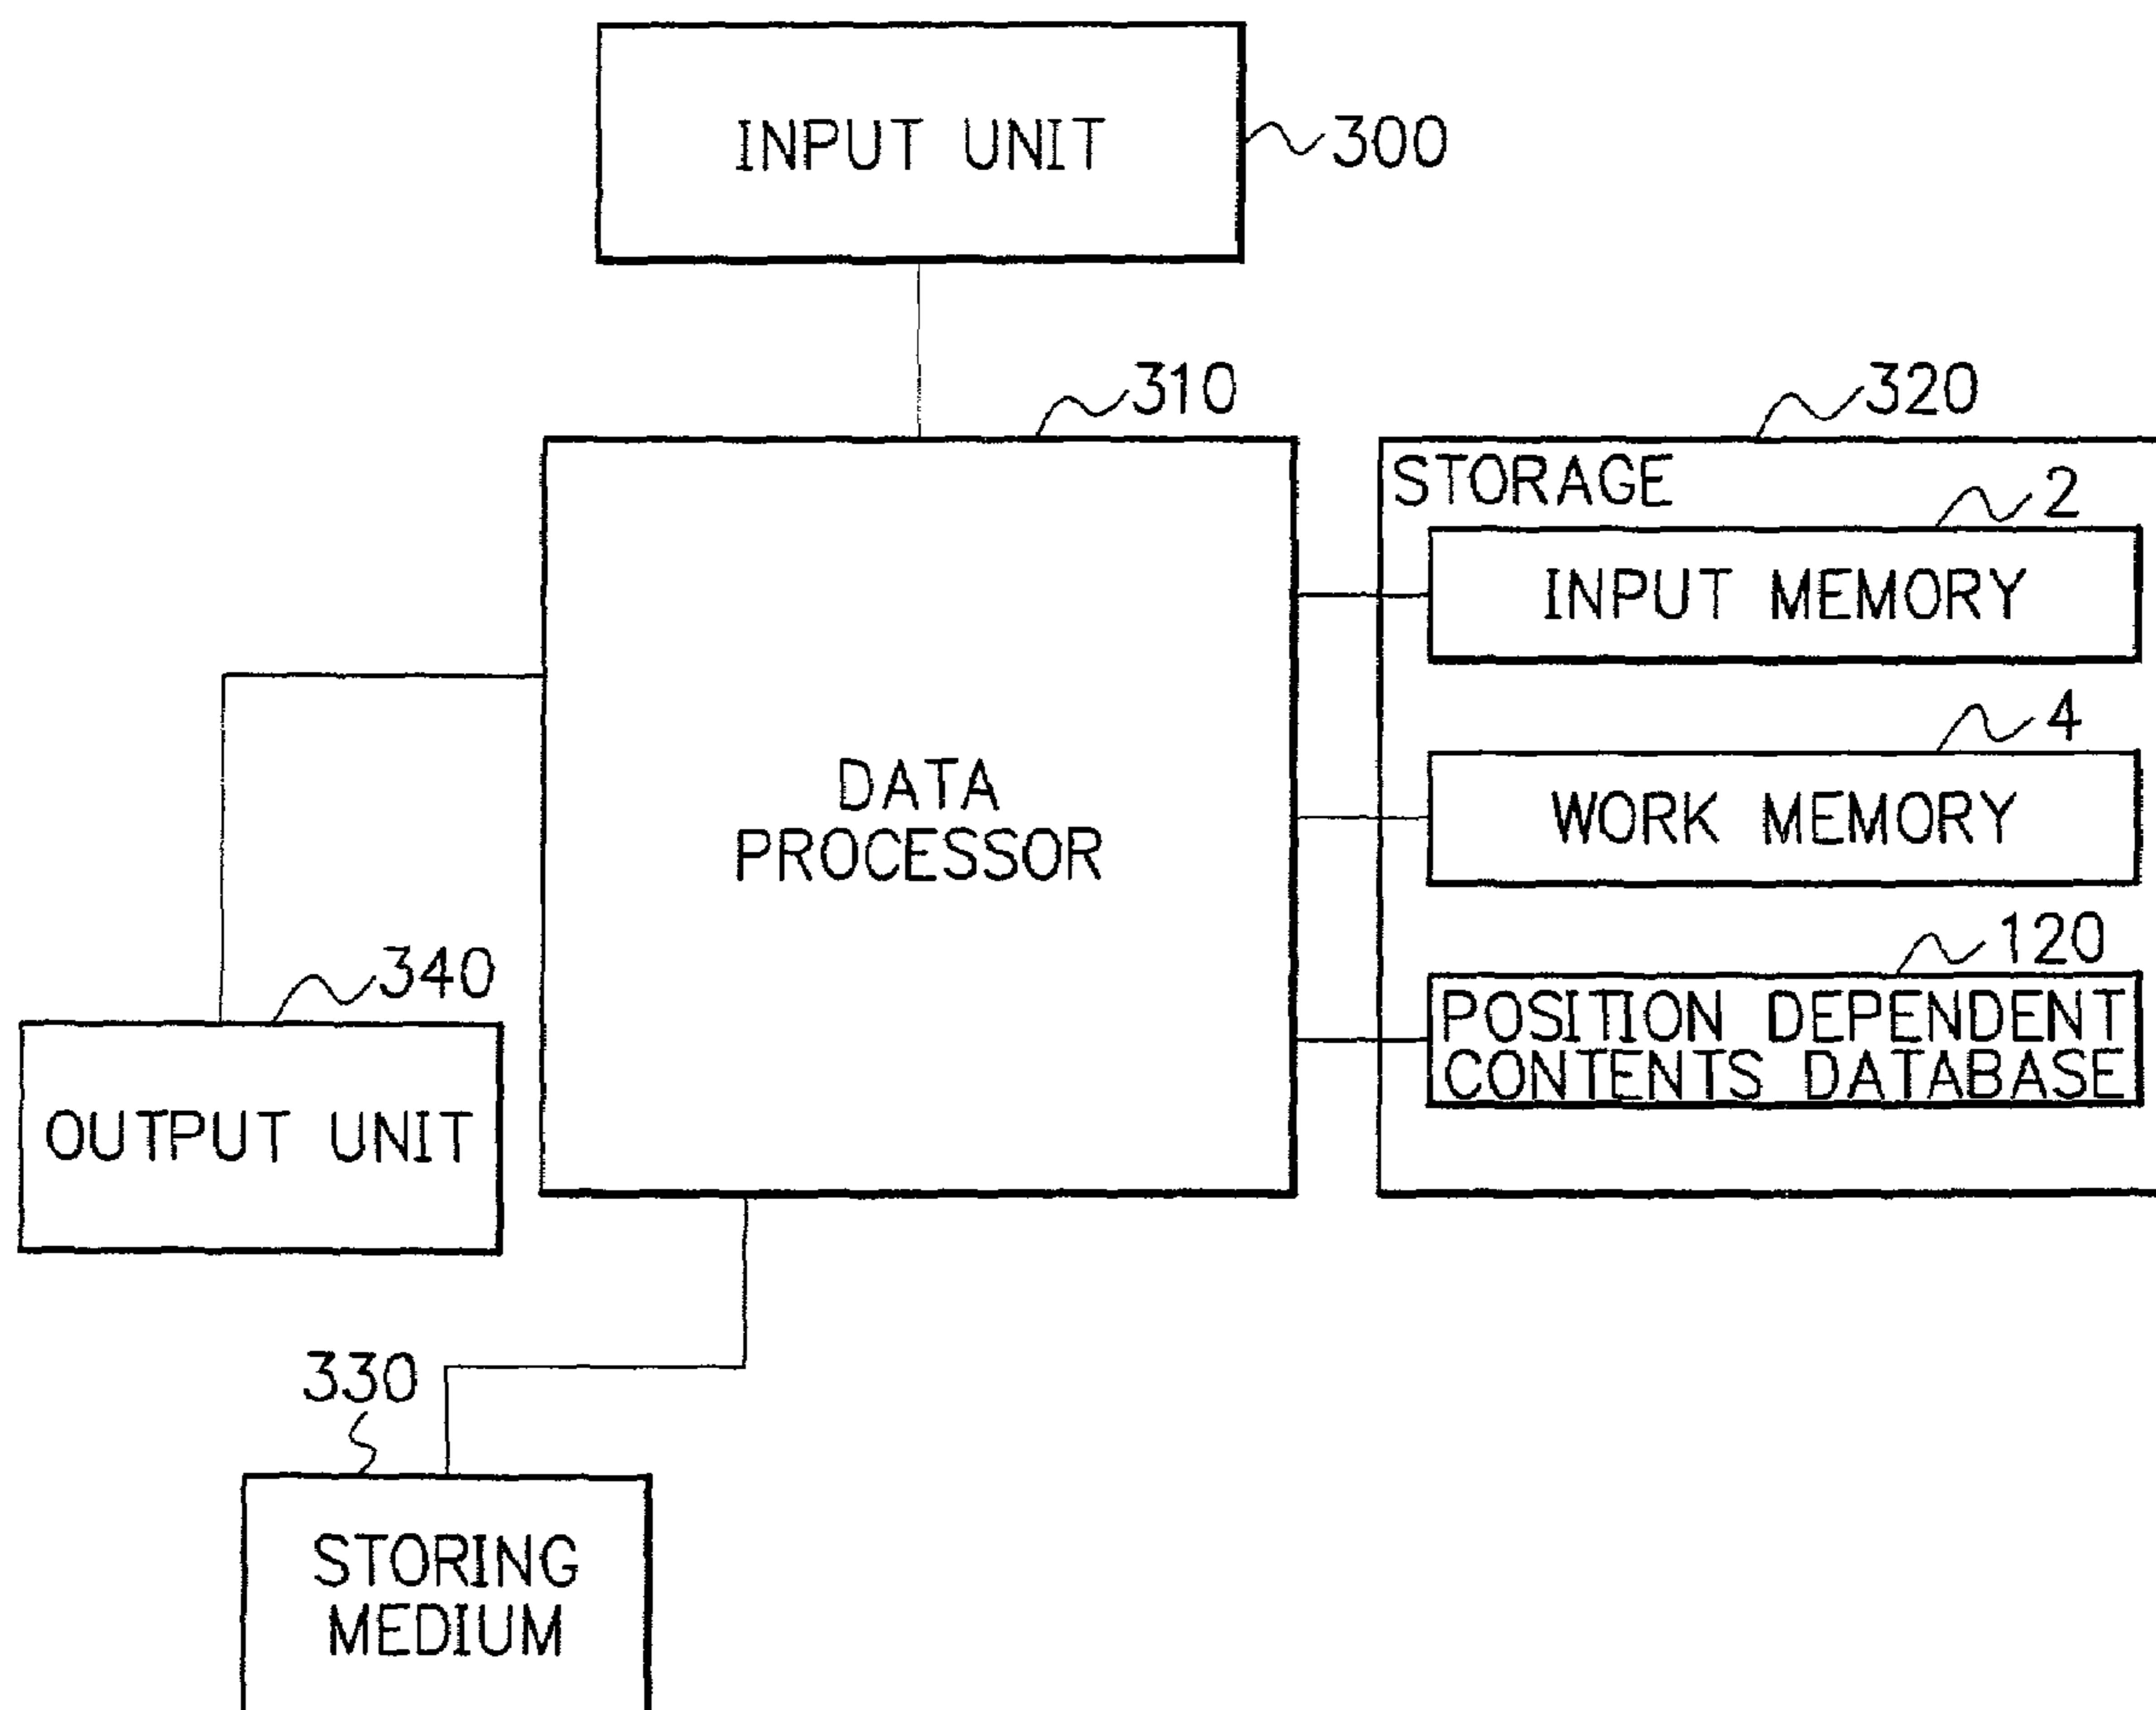 INPUT UNIT
300
310
320
STORAGE
2
INPUT MEMORY
4
WORK MEMORY
DATA
PROCESSOR
120
POSITION DEPENDENT
CONTENTS DATABASE
340
OUTPUT UNIT
330
STORING
MEDIUM